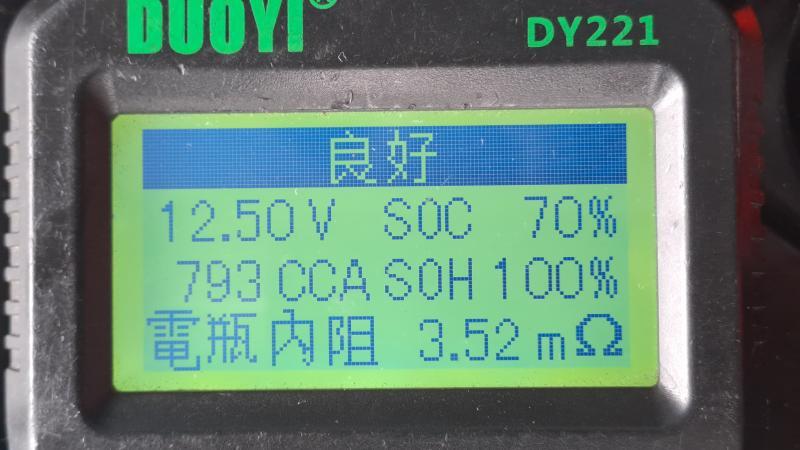 DUOYI®
DY221
良好
12.50V SOC 70%
793 CCA SOH 100%
電瓶內阻 3.52 mΩ